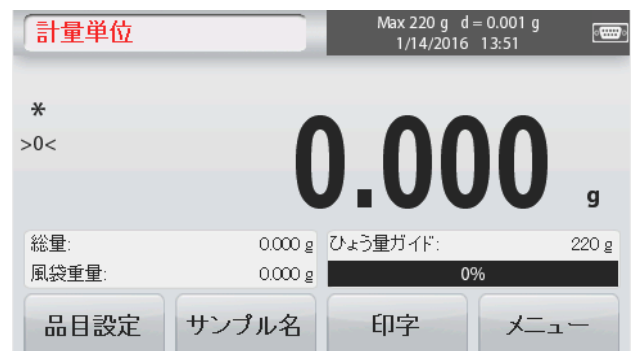 計量単位
Max 220 g d = 0.001 g
1/14/2016 13:51
*
>0<
0.000 g
総量: 0.000 g ひょう量ガイド: 220 g
風袋重量: 0.000 g 0%
品目設定 サンプル名 印字 メニュー